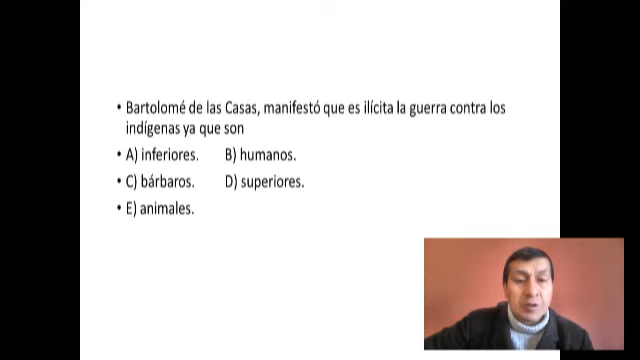 • Bartolomé de las Casas, manifestó que es ilícita la guerra contra los
indígenas ya que son
• A) inferiores. B) humanos.
• C) bárbaros. D) superiores.
• E) animales.